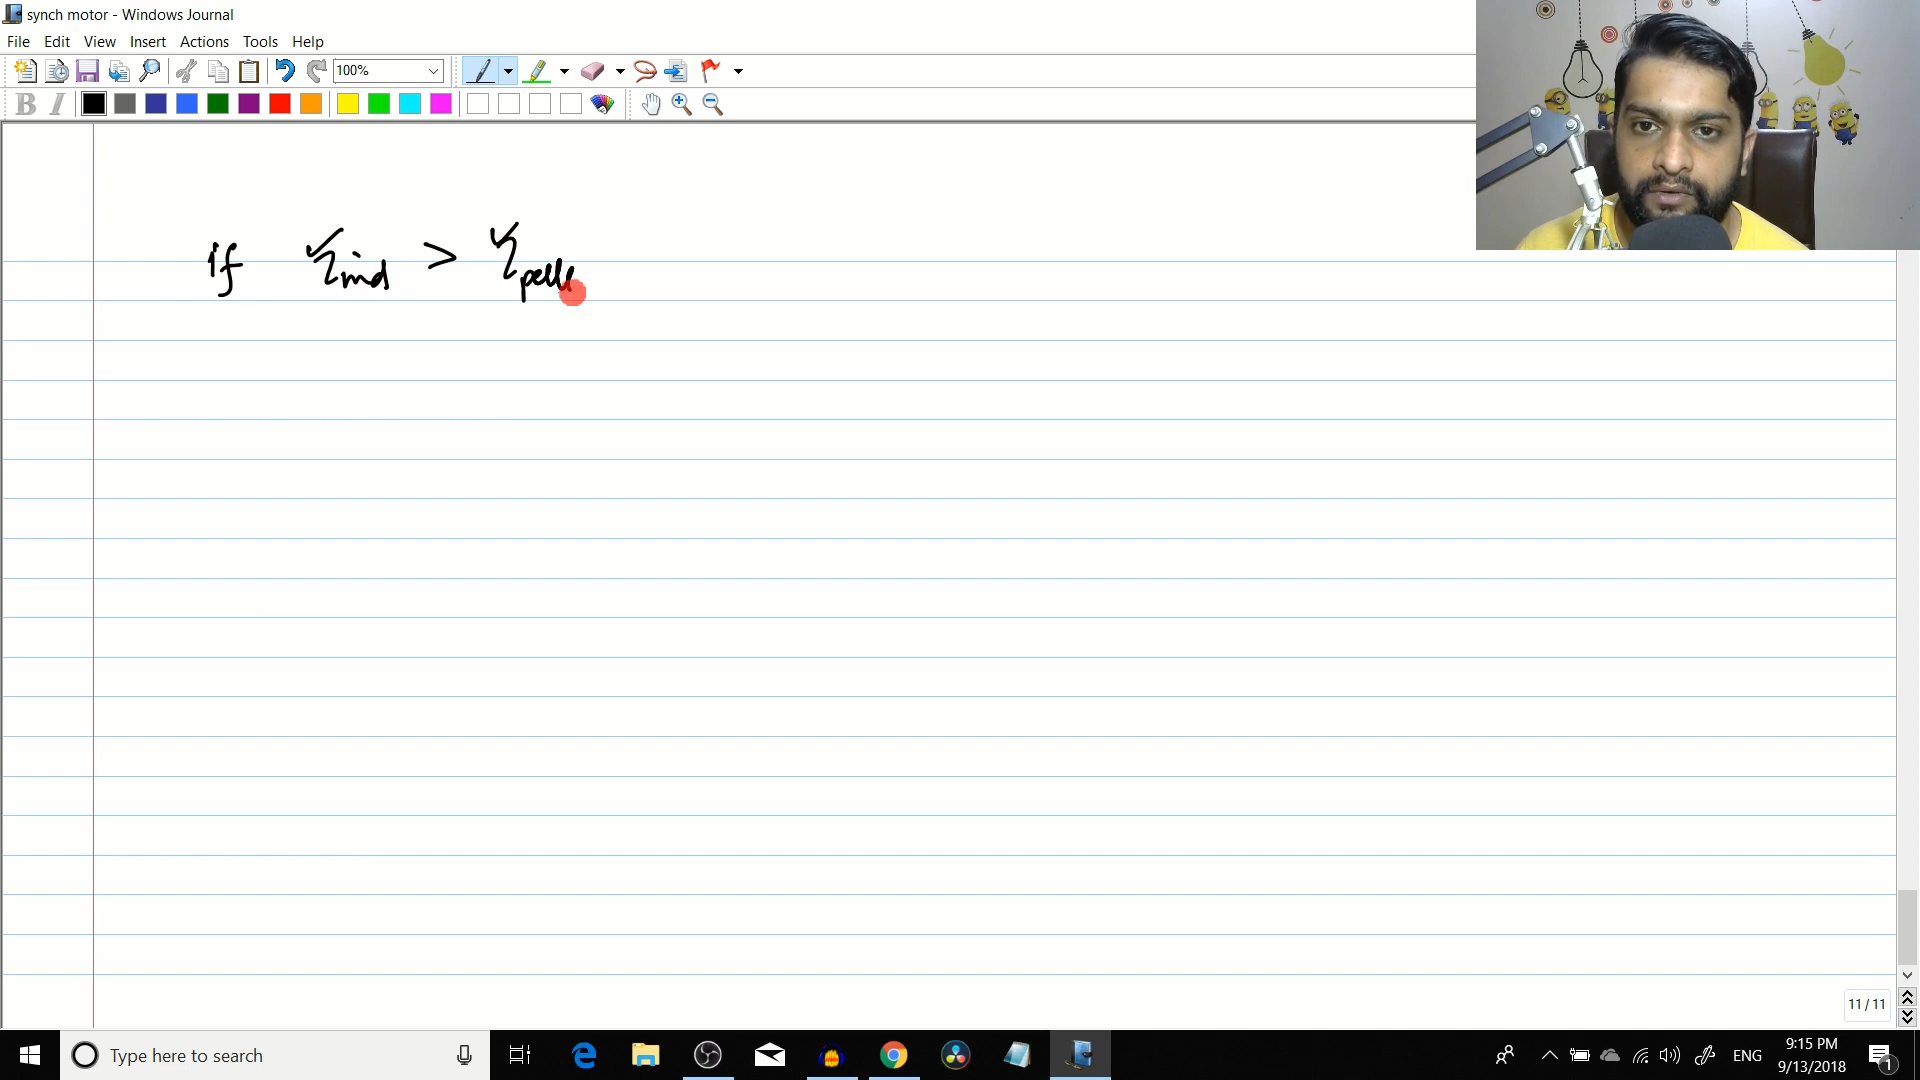 synch motor - Windows Journal
File Edit View Insert Actions Tools Help
100%
B I
if τind > τpull
11 / 11
Type here to search
ENG
9:15 PM
9/13/2018
1